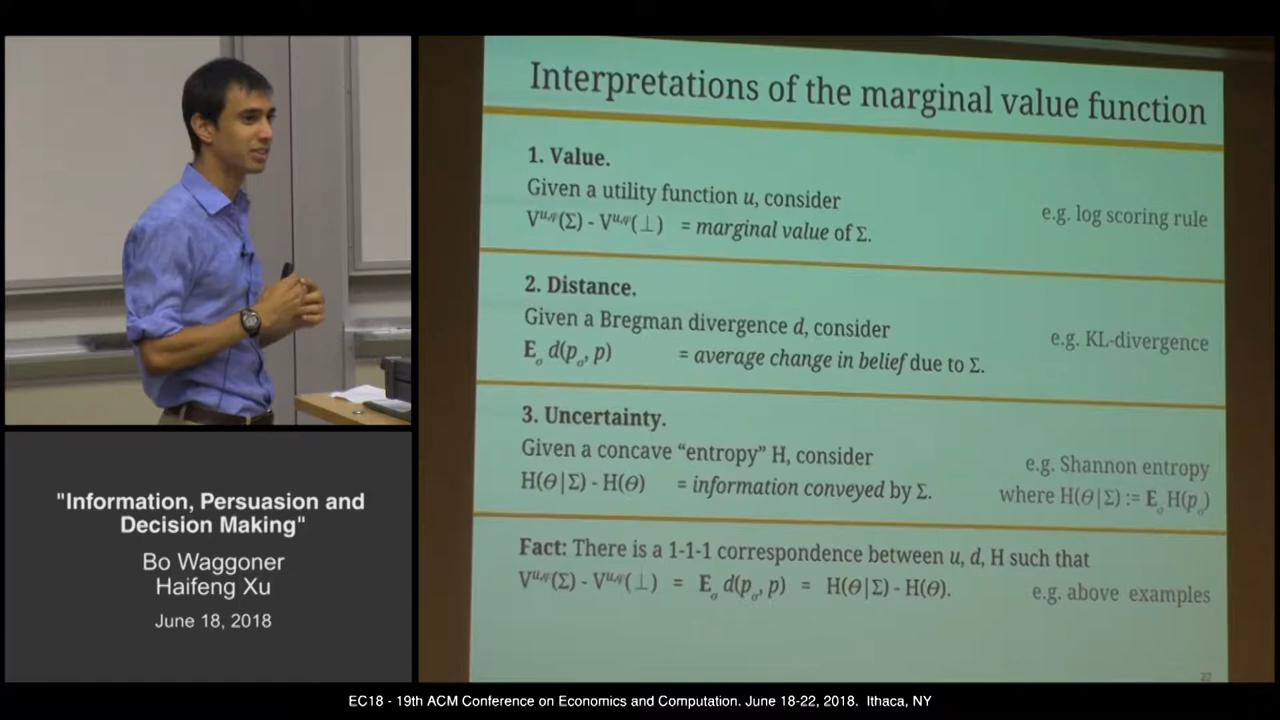 Interpretations of the marginal value function
1. Value.
Given a utility function u, consider
e.g. log scoring rule
V^{u,𝒢}(Σ) - V^{u,𝒢}(⊥) = marginal value of Σ.
2. Distance.
Given a Bregman divergence d, consider
e.g. KL-divergence
E_σ d(p_σ, p) = average change in belief due to Σ.
3. Uncertainty.
Given a concave “entropy” H, consider
e.g. Shannon entropy
H(Θ|Σ) - H(Θ) = information conveyed by Σ.
where H(Θ|Σ) := E_σ H(p_σ)
Fact: There is a 1-1-1 correspondence between u, d, H such that
V^{u,𝒢}(Σ) - V^{u,𝒢}(⊥) = E_σ d(p_σ, p) = H(Θ|Σ) - H(Θ).
e.g. above examples
22
"Information, Persuasion and
Decision Making"
Bo Waggoner
Haifeng Xu
June 18, 2018
EC18 - 19th ACM Conference on Economics and Computation. June 18-22, 2018. Ithaca, NY